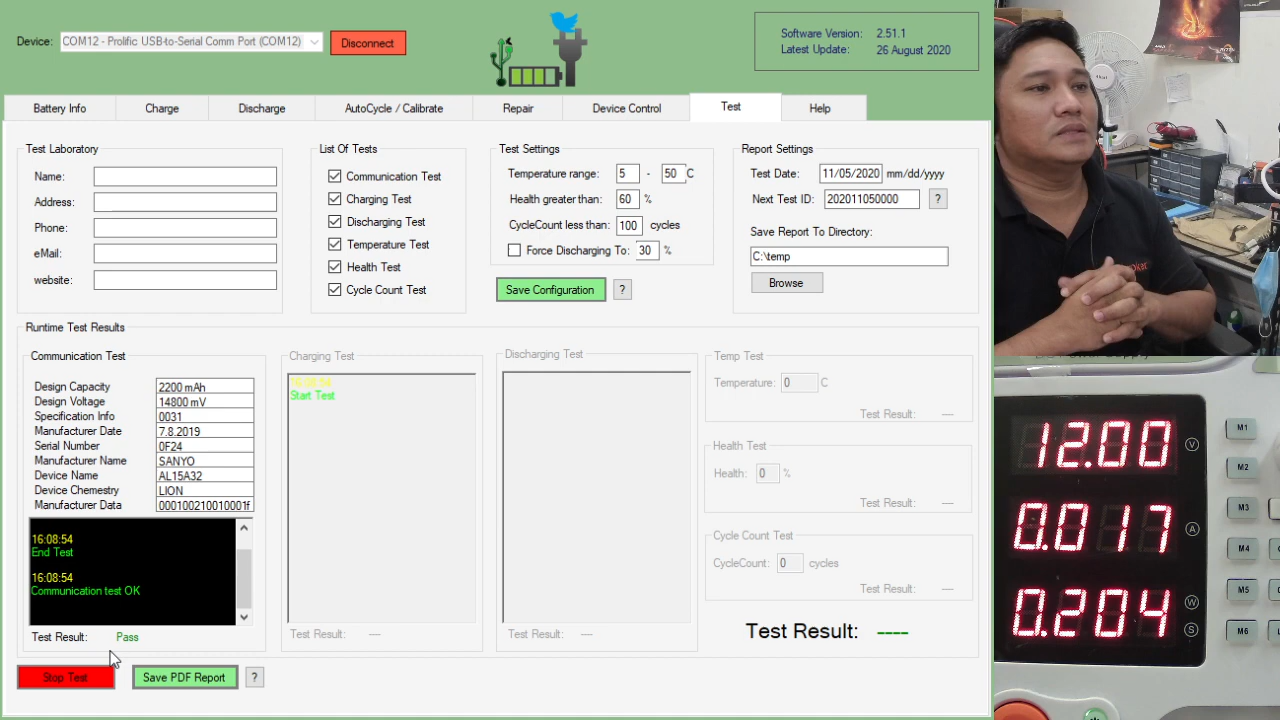 Device: COM12 - Prolific USB-to-Serial Comm Port (COM12) Disconnect
Software Version: 2.51.1
Latest Update: 26 August 2020
Battery Info Charge Discharge AutoCycle / Calibrate Repair Device Control Test Help
Test Laboratory
Name:
Address:
Phone:
eMail:
website:
List Of Tests
Communication Test
Charging Test
Discharging Test
Temperature Test
Health Test
Cycle Count Test
Test Settings
Temperature range: 5 - 50 C
Health greater than: 60 %
CycleCount less than: 100 cycles
Force Discharging To: 30 %
Save Configuration ?
Report Settings
Test Date: 11/05/2020 mm/dd/yyyy
Next Test ID: 202011050000 ?
Save Report To Directory:
C:\temp
Browse
Runtime Test Results
Communication Test
Design Capacity 2200 mAh
Design Voltage 14800 mV
Specification Info 0031
Manufacturer Date 7.8.2019
Serial Number 0F24
Manufacturer Name SANYO
Device Name AL15A32
Device Chemestry LION
Manufacturer Data 000100210010001f
16:08:54
End Test
16:08:54
Communication test OK
Test Result: Pass
Charging Test
16:08:54
Start Test
Test Result: ---
Discharging Test
Test Result: ---
Temp Test
Temperature: 0 C
Test Result: ---
Health Test
Health: 0 %
Test Result: ---
Cycle Count Test
CycleCount: 0 cycles
Test Result: ---
Test Result: ----
Stop Test Save PDF Report ?
12.00 V
0.017 A
0.204 W
S
M1
M2
M3
M4
M5
M6